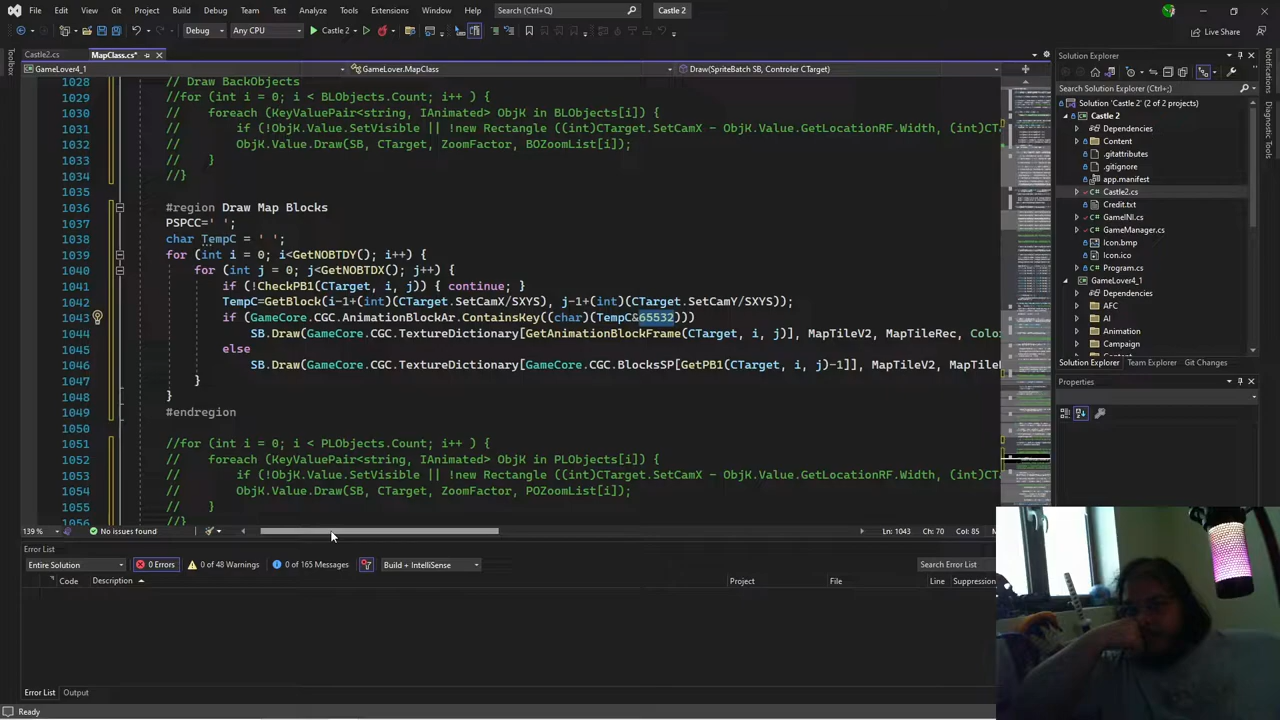 File Edit View Git Project Build Debug Test Analyze Tools Extensions Window Help Search (Ctrl+Q) Castle 2
Debug Any CPU Castle 2 Live Share
Castle2.cs MapClass.cs*
GameLover4_1 GameLover.MapClass Draw(SpriteBatch SB, Controler CTarget)
1028 // Draw BackObjects
1029 //for (int i = 0; i < BLObjects.Count; i++ ) {
1030 // foreach (KeyValuePair<string, IAnimated> ObjK in BLObjects[i]) {
1031 // if (!ObjK.Value.SetVisible || !new Rectangle ((int)CTarget.SetCamX - ObjK.Value.GetLocationRF.Width, (int)CT
1032 // ObjK.Value.Draw(SB, CTarget, ZoomFactor, BOZoomList[i]);
1033 // }
1034 //}
1035
1036 #region Draw Map Block
1037 PSPCC=' ';
1038 char TempC = ' ';
1039 for (int i = 0; i<GetNOBTDY(); i++)
1040 for (int j = 0; j<NOBTDX(); j++) {
1041 if (!CheckPB1(CTarget, i, j)) { continue; }
1042 TempC=GetBlock(i-1+(int)(CTarget.SetCamX/SXYS), j-1+(int)(CTarget.SetCamY/SXYS));
1043 if (GameCore.CGC.AnimationBlockAr.ContainsKey((char)(TempC&65532)))
1044 SB.Draw(GameCore.CGC.TextureDictionary[GetAnimationBlockFrame(CTarget, i, j)], MapTileV2, MapTileRec, Colo
1045 else
1046 SB.Draw(GameCore.CGC.TextureDictionary[GameCore.CGC.BlocksSP[GetPB1(CTarget, i, j)-1]], MapTileV2, MapTile
1047 }
1048 }
1049 #endregion
1050
1051 //for (int i = 0; i < PLObjects.Count; i++ ) {
1052 // foreach (KeyValuePair<string, IAnimated> ObjK in PLObjects[i]) {
1053 // if (!ObjK.Value.SetVisible || !new Rectangle ((int)CTarget.SetCamX - ObjK.Value.GetLocationRF.Width, (int)CT
1054 // ObjK.Value.Draw(SB, CTarget, ZoomFactor, POZoomList[i]);
1055 // }
1056 //}
139 % No issues found Ln: 1043 Ch: 70 Col: 85
Error List
Entire Solution 0 Errors 0 of 48 Warnings 0 of 165 Messages Build + IntelliSense Search Error List
Code Description Project File Line Suppression
Error List Output
Ready
Toolbox
Solution Explorer
Search Solution Explorer (Ctrl+;)
Solution 'Castle 2' (2 of 2 projects)
Castle 2
Dependencies
Content
.gitattributes
.gitignore
app.manifest
Castle2.cs
Credit.txt
GameINI.cs
GameManager.cs
Icon.bmp
Icon.ico
Program.cs
GameLover4_1
Dependencies
AFC
AI
Animation
Campaign
Solution Explorer Team Explorer Git Changes
Properties
Notifications
Diagnostic Tools